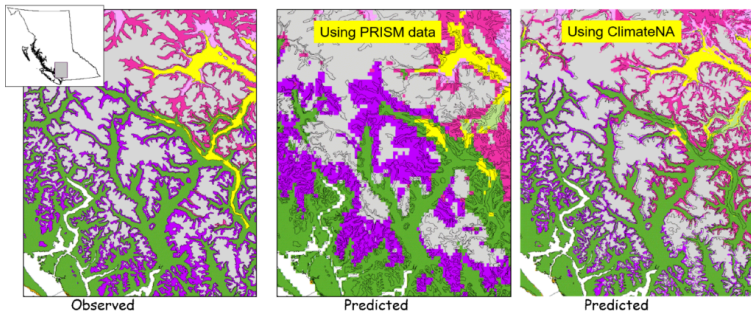 Using PRISM data
Using ClimateNA
Observed
Predicted
Predicted